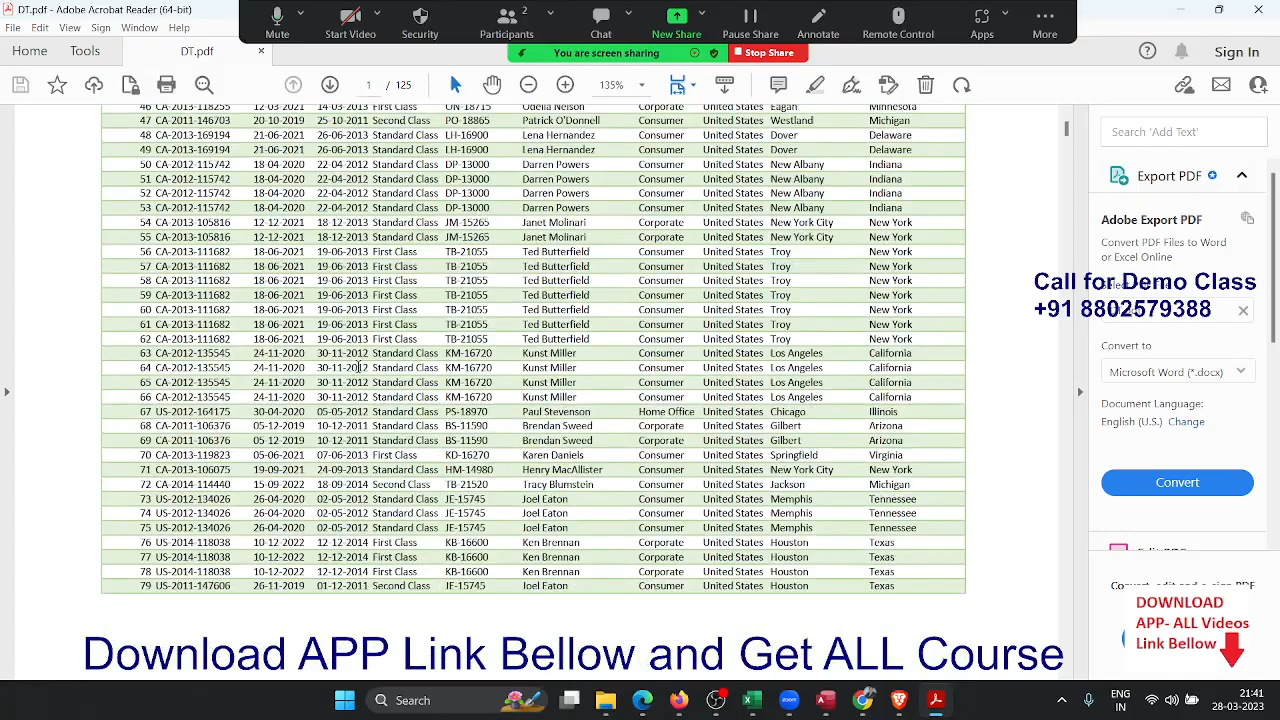 DT.pdf - Adobe Acrobat Reader (64-bit)
File Edit View Sign Window Help
Mute
Start Video
Security
2
Participants
Chat
New Share
Pause Share
Annotate
Remote Control
Apps
More
You are screen sharing
Stop Share
Home Tools DT.pdf
Sign In
1 / 125
135%
46 CA-2013-118255 12-03-2021 14-03-2013 First Class ON-18715 Odella Nelson Corporate United States Eagan Minnesota
47 CA-2011-146703 20-10-2019 25-10-2011 Second Class PO-18865 Patrick O'Donnell Consumer United States Westland Michigan
48 CA-2013-169194 21-06-2021 26-06-2013 Standard Class LH-16900 Lena Hernandez Consumer United States Dover Delaware
49 CA-2013-169194 21-06-2021 26-06-2013 Standard Class LH-16900 Lena Hernandez Consumer United States Dover Delaware
50 CA-2012-115742 18-04-2020 22-04-2012 Standard Class DP-13000 Darren Powers Consumer United States New Albany Indiana
51 CA-2012-115742 18-04-2020 22-04-2012 Standard Class DP-13000 Darren Powers Consumer United States New Albany Indiana
52 CA-2012-115742 18-04-2020 22-04-2012 Standard Class DP-13000 Darren Powers Consumer United States New Albany Indiana
53 CA-2012-115742 18-04-2020 22-04-2012 Standard Class DP-13000 Darren Powers Consumer United States New Albany Indiana
54 CA-2013-105816 12-12-2021 18-12-2013 Standard Class JM-15265 Janet Molinari Corporate United States New York City New York
55 CA-2013-105816 12-12-2021 18-12-2013 Standard Class JM-15265 Janet Molinari Corporate United States New York City New York
56 CA-2013-111682 18-06-2021 19-06-2013 First Class TB-21055 Ted Butterfield Consumer United States Troy New York
57 CA-2013-111682 18-06-2021 19-06-2013 First Class TB-21055 Ted Butterfield Consumer United States Troy New York
58 CA-2013-111682 18-06-2021 19-06-2013 First Class TB-21055 Ted Butterfield Consumer United States Troy New York
59 CA-2013-111682 18-06-2021 19-06-2013 First Class TB-21055 Ted Butterfield Consumer United States Troy New York
60 CA-2013-111682 18-06-2021 19-06-2013 First Class TB-21055 Ted Butterfield Consumer United States Troy New York
61 CA-2013-111682 18-06-2021 19-06-2013 First Class TB-21055 Ted Butterfield Consumer United States Troy New York
62 CA-2013-111682 18-06-2021 19-06-2013 First Class TB-21055 Ted Butterfield Consumer United States Troy New York
63 CA-2012-135545 24-11-2020 30-11-2012 Standard Class KM-16720 Kunst Miller Consumer United States Los Angeles California
64 CA-2012-135545 24-11-2020 30-11-2012 Standard Class KM-16720 Kunst Miller Consumer United States Los Angeles California
65 CA-2012-135545 24-11-2020 30-11-2012 Standard Class KM-16720 Kunst Miller Consumer United States Los Angeles California
66 CA-2012-135545 24-11-2020 30-11-2012 Standard Class KM-16720 Kunst Miller Consumer United States Los Angeles California
67 US-2012-164175 30-04-2020 05-05-2012 Standard Class PS-18970 Paul Stevenson Home Office United States Chicago Illinois
68 CA-2011-106376 05-12-2019 10-12-2011 Standard Class BS-11590 Brendan Sweed Corporate United States Gilbert Arizona
69 CA-2011-106376 05-12-2019 10-12-2011 Standard Class BS-11590 Brendan Sweed Corporate United States Gilbert Arizona
70 CA-2013-119823 05-06-2021 07-06-2013 First Class KD-16270 Karen Daniels Consumer United States Springfield Virginia
71 CA-2013-106075 19-09-2021 24-09-2013 Standard Class HM-14980 Henry MacAllister Consumer United States New York City New York
72 CA-2014 114440 15-09-2022 18-09-2014 Second Class TB-21520 Tracy Blumstein Consumer United States Jackson Michigan
73 US-2012-134026 26-04-2020 02-05-2012 Standard Class JE-15745 Joel Eaton Consumer United States Memphis Tennessee
74 US-2012-134026 26-04-2020 02-05-2012 Standard Class JE-15745 Joel Eaton Consumer United States Memphis Tennessee
75 US-2012-134026 26-04-2020 02-05-2012 Standard Class JE-15745 Joel Eaton Consumer United States Memphis Tennessee
76 US-2014-118038 10-12-2022 12-12-2014 First Class KB-16600 Ken Brennan Corporate United States Houston Texas
77 US-2014-118038 10-12-2022 12-12-2014 First Class KB-16600 Ken Brennan Corporate United States Houston Texas
78 US-2014-118038 10-12-2022 12-12-2014 First Class KB-16600 Ken Brennan Corporate United States Houston Texas
79 US-2011-147606 26-11-2019 01-12-2011 Second Class JE-15745 Joel Eaton Consumer United States Houston Texas
Search 'Add Text'
Export PDF
Adobe Export PDF
Convert PDF Files to Word
or Excel Online
Call for Demo Class
+91 8802579388
Convert to
Microsoft Word (*.docx)
Document Language:
English (U.S.) Change
Convert
Convert, edit and e-sign PDF
DOWNLOAD
APP- ALL Videos
Link Bellow
Download APP Link Bellow and Get ALL Course
Search
ENG
IN
21:41
28-03-2023